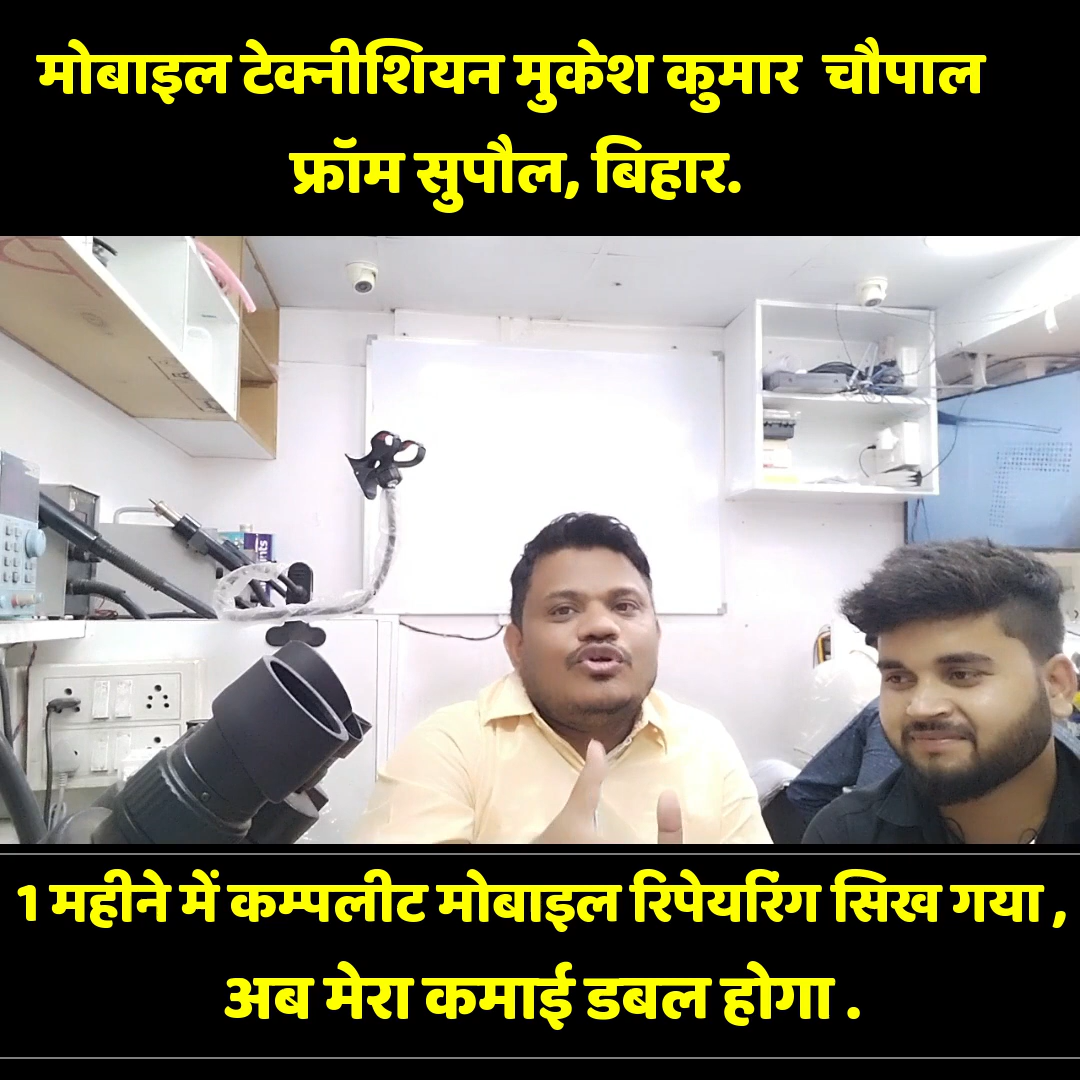 मोबाइल टेक्नीशियन मुकेश कुमार चौपाल
फ्रॉम सुपौल, बिहार.
1 महीने में कम्पलीट मोबाइल रिपेयरिंग सिख गया ,
अब मेरा कमाई डबल होगा .